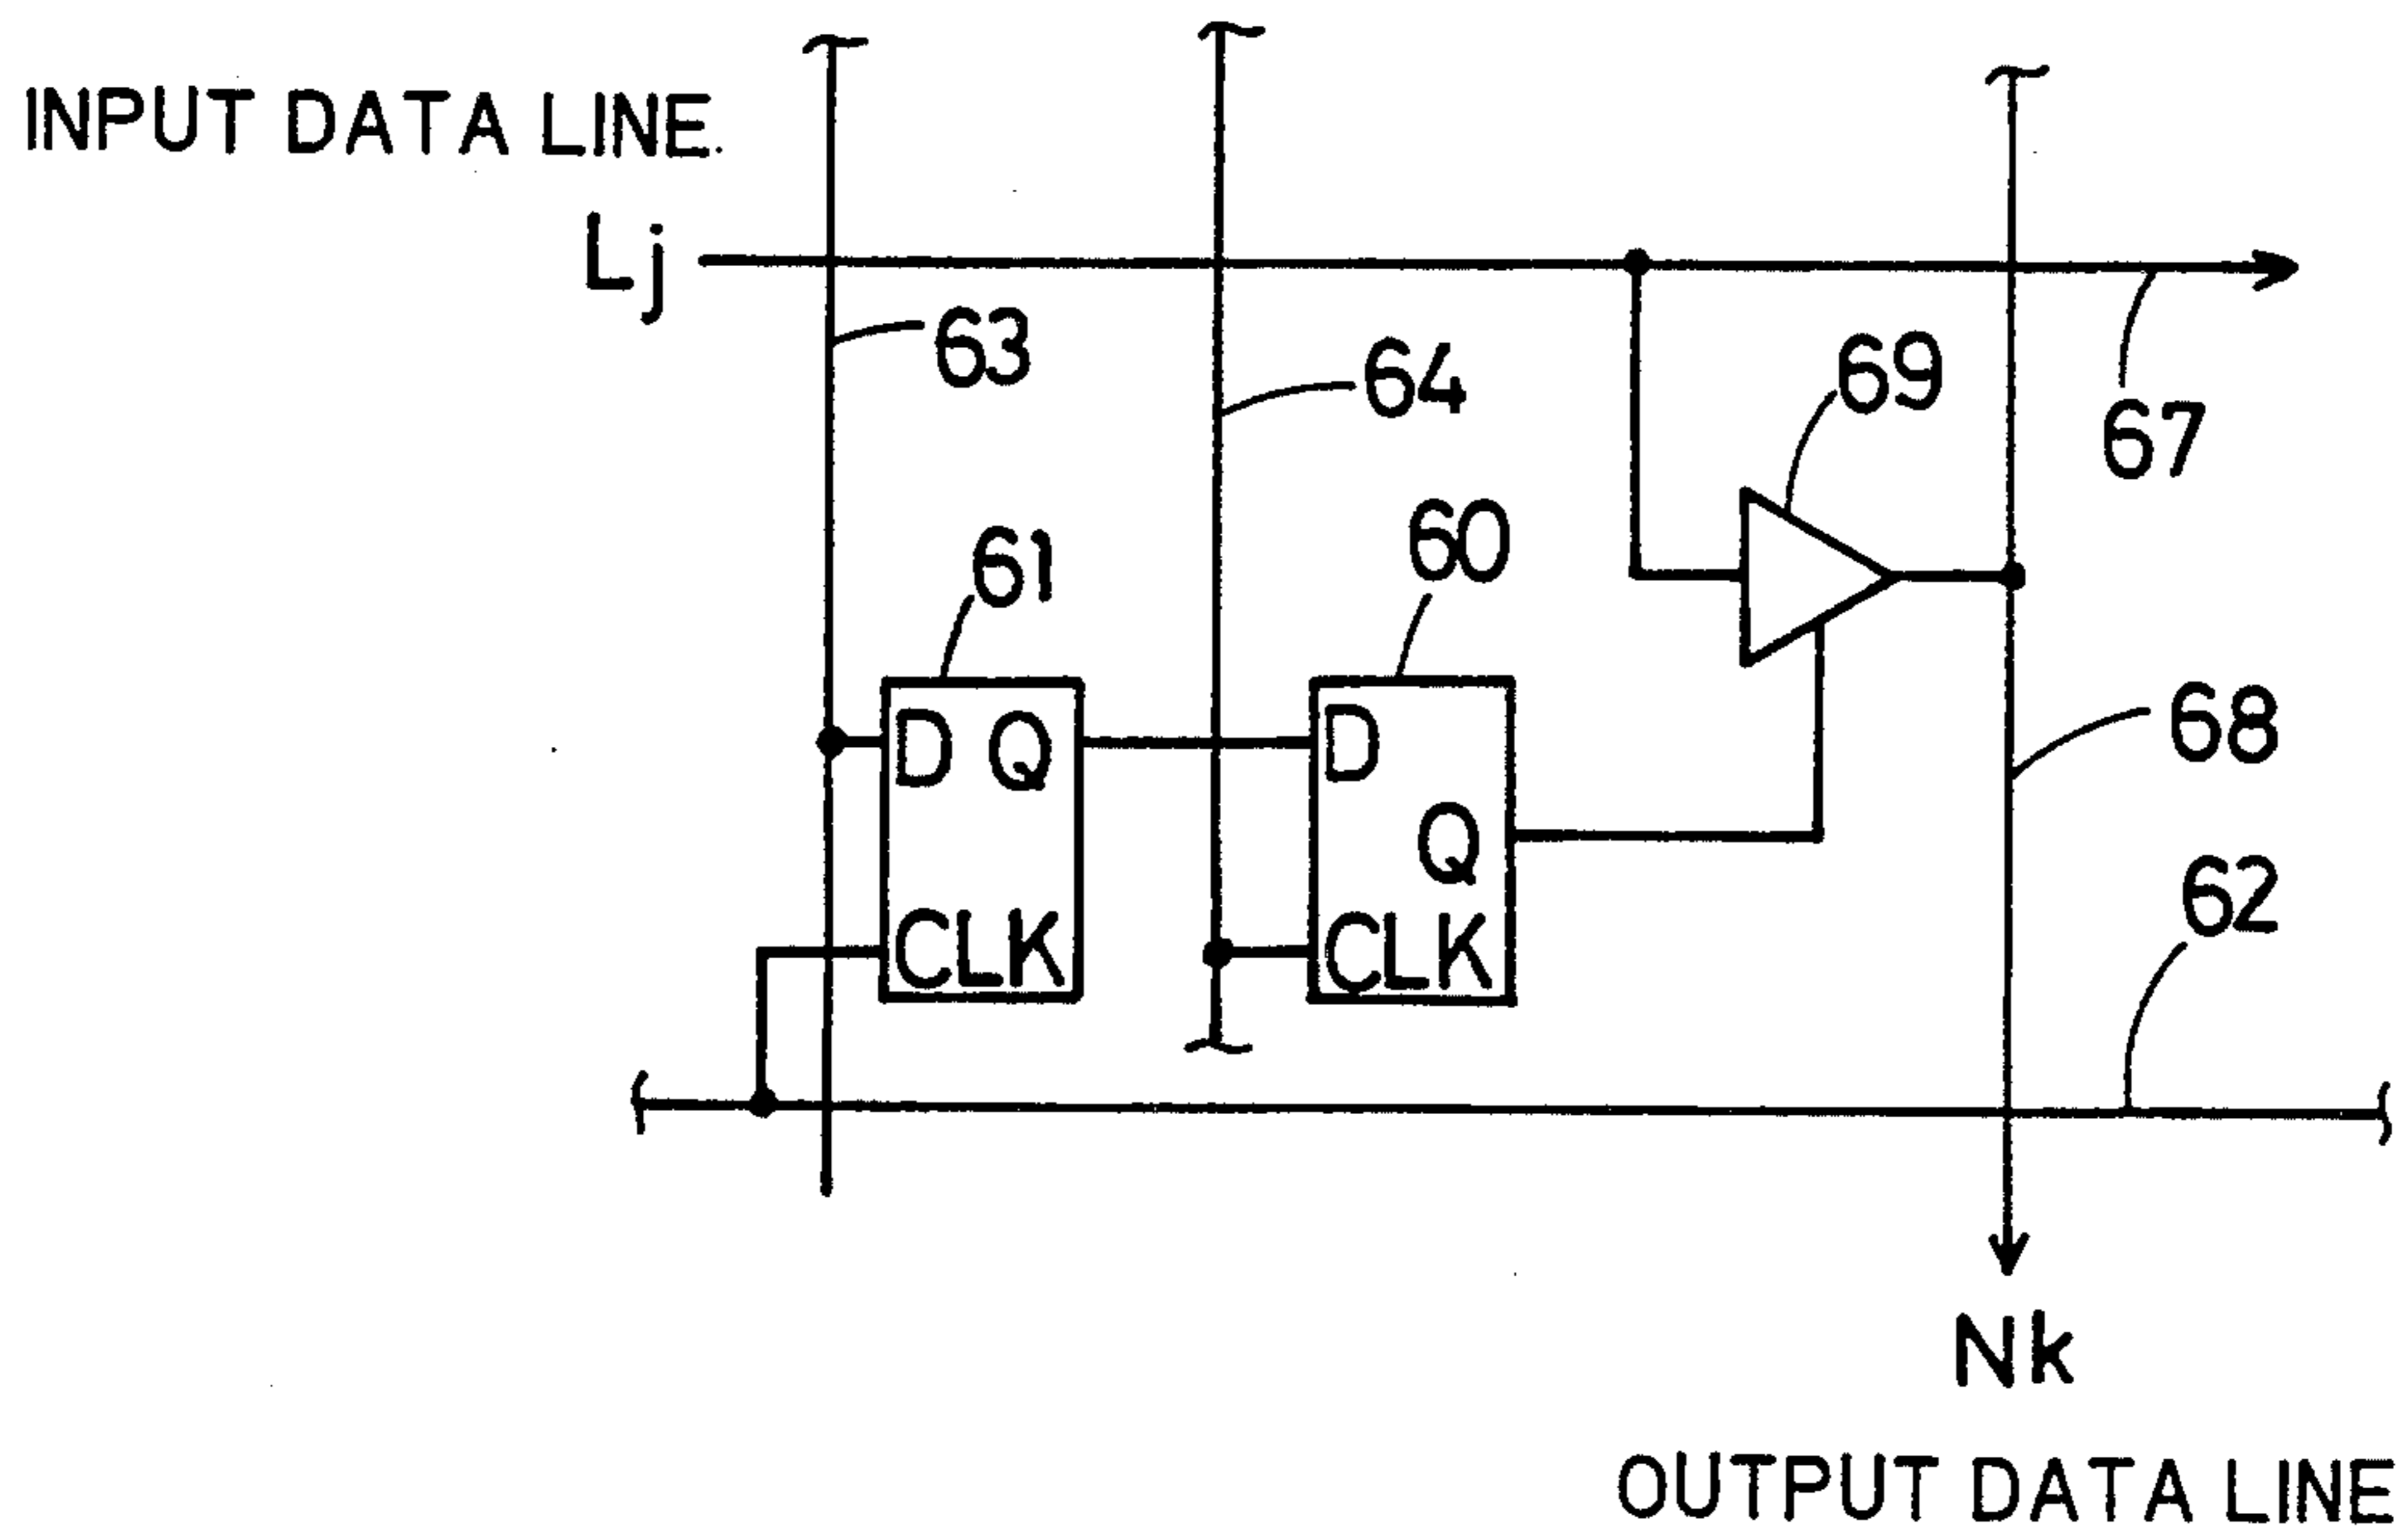 INPUT DATA LINE.
Lj
63
64
69
67
61
60
68
D Q
D
Q
62
CLK
CLK
Nk
OUTPUT DATA LINE